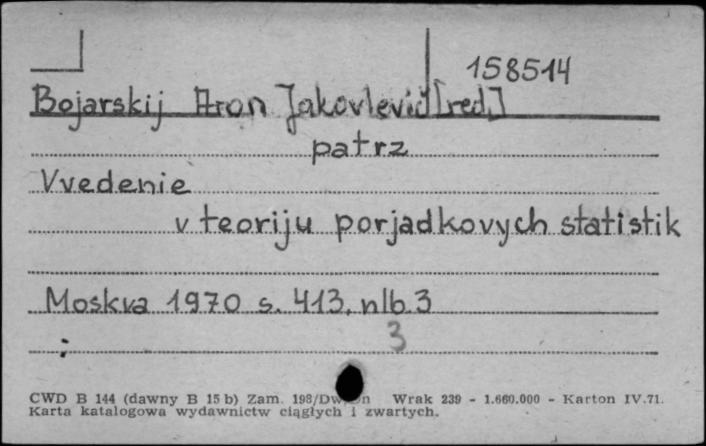 158514
Bojarskij Aron Jakovlevič [red.]
patrz
Vvedenie
v teoriju porjadkovych statistik
Moskva 1970 s. 413, nlb. 3
3
CWD B 144 (dawny B 15 b) Zam. 198/Dw Wrak 239 - 1.660.000 - Karton IV.71.
Karta katalogowa wydawnictw ciągłych i zwartych.